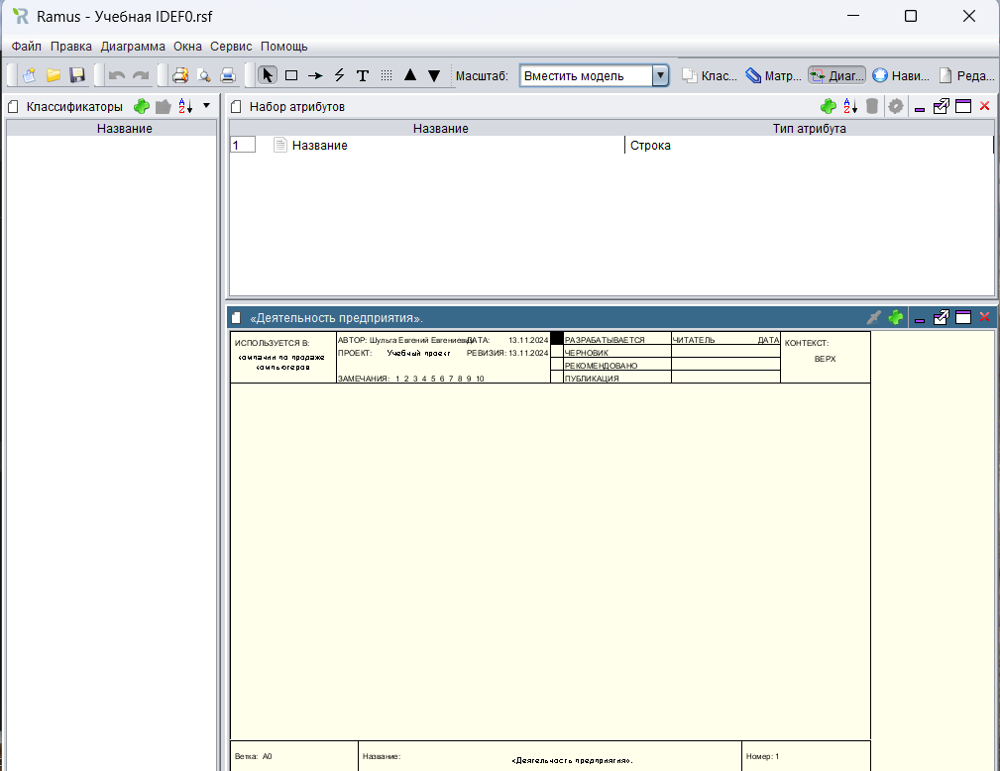 Ramus - Учебная IDEF0.rsf
Файл Правка Диаграмма Окна Сервис Помощь
T Масштаб: Вместить модель Клас... Матр... Диаг... Нави... Реда...
Классификаторы
Название
Набор атрибутов
Название Тип атрибута
1 Название Строка
«Деятельность предприятия».
ИСПОЛЬЗУЕТСЯ В:
компании по продаже
компьютеров
АВТОР: Шульга Евгений Евгениевич ДАТА: 13.11.2024
ПРОЕКТ: Учебный проект РЕВИЗИЯ: 13.11.2024
ЗАМЕЧАНИЯ: 1 2 3 4 5 6 7 8 9 10
РАЗРАБАТЫВАЕТСЯ
ЧЕРНОВИК
РЕКОМЕНДОВАНО
ПУБЛИКАЦИЯ
ЧИТАТЕЛЬ ДАТА
КОНТЕКСТ:
ВЕРХ
Ветка: A0
Название: «Деятельность предприятия».
Номер: 1